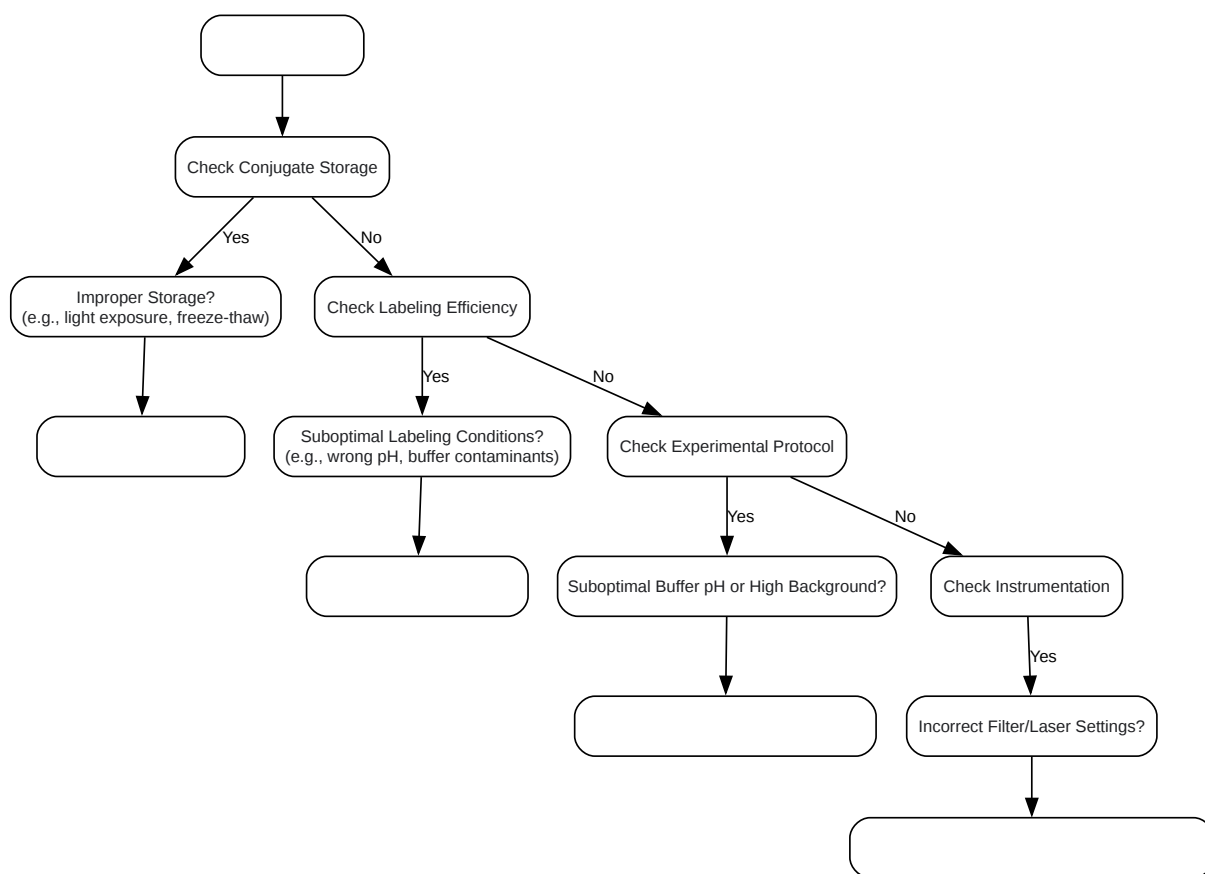 Check Conjugate Storage
Yes
No
Improper Storage?
(e.g., light exposure, freeze-thaw)
Check Labeling Efficiency
Yes
No
Suboptimal Labeling Conditions?
(e.g., wrong pH, buffer contaminants)
Check Experimental Protocol
Yes
No
Suboptimal Buffer pH or High Background?
Check Instrumentation
Yes
Incorrect Filter/Laser Settings?